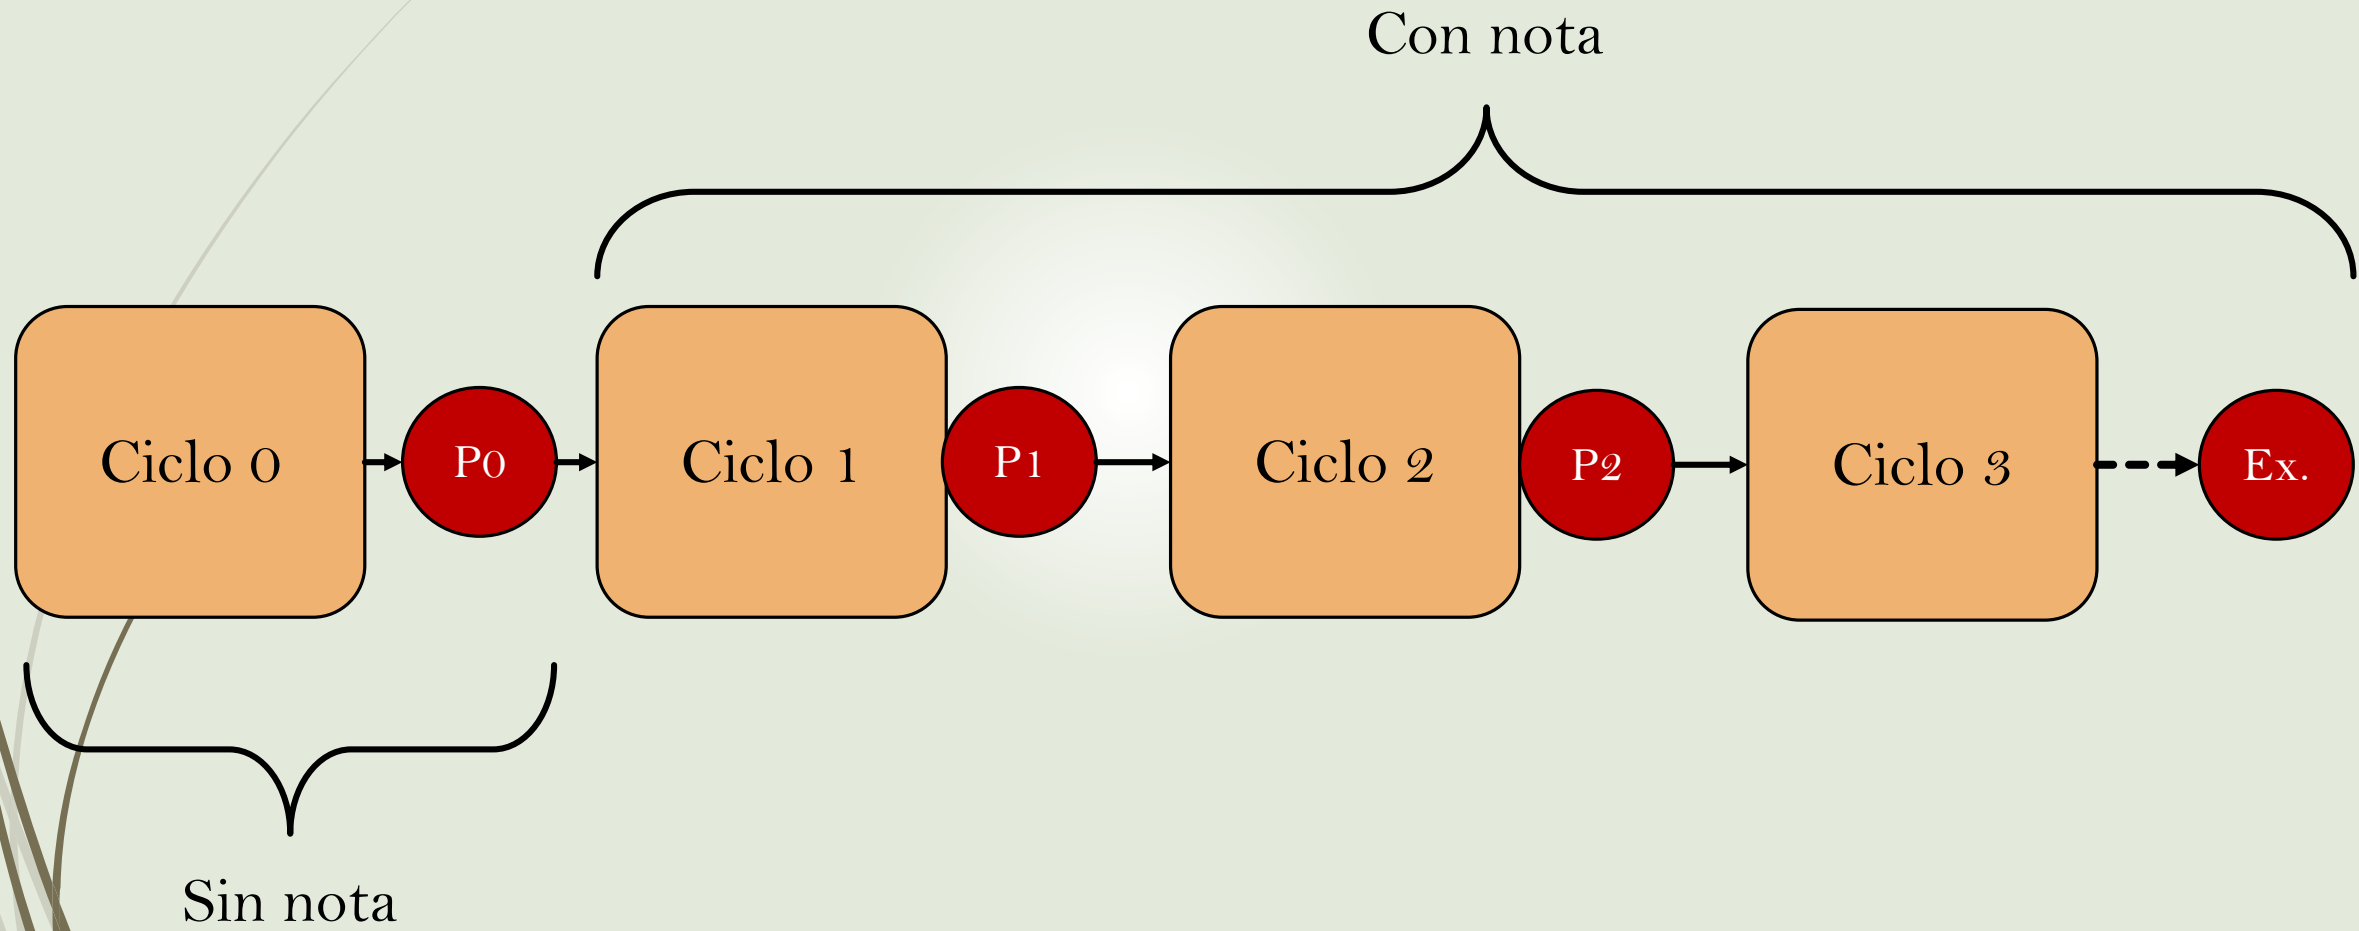 Con nota
Ciclo 0
P0
Ciclo 1
P1
Ciclo 2
P2
Ciclo 3
Ex.
Sin nota